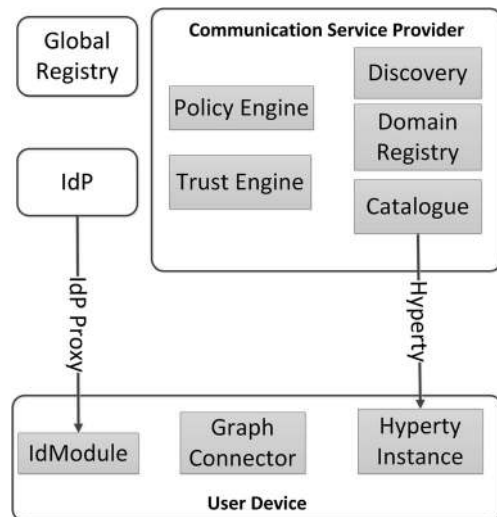 Global
Registry
Communication Service Provider
Discovery
Policy Engine
Domain
Registry
IdP
Trust Engine
Catalogue
IdP Proxy
Hyperty
IdModule
Graph
Connector
Hyperty
Instance
User Device